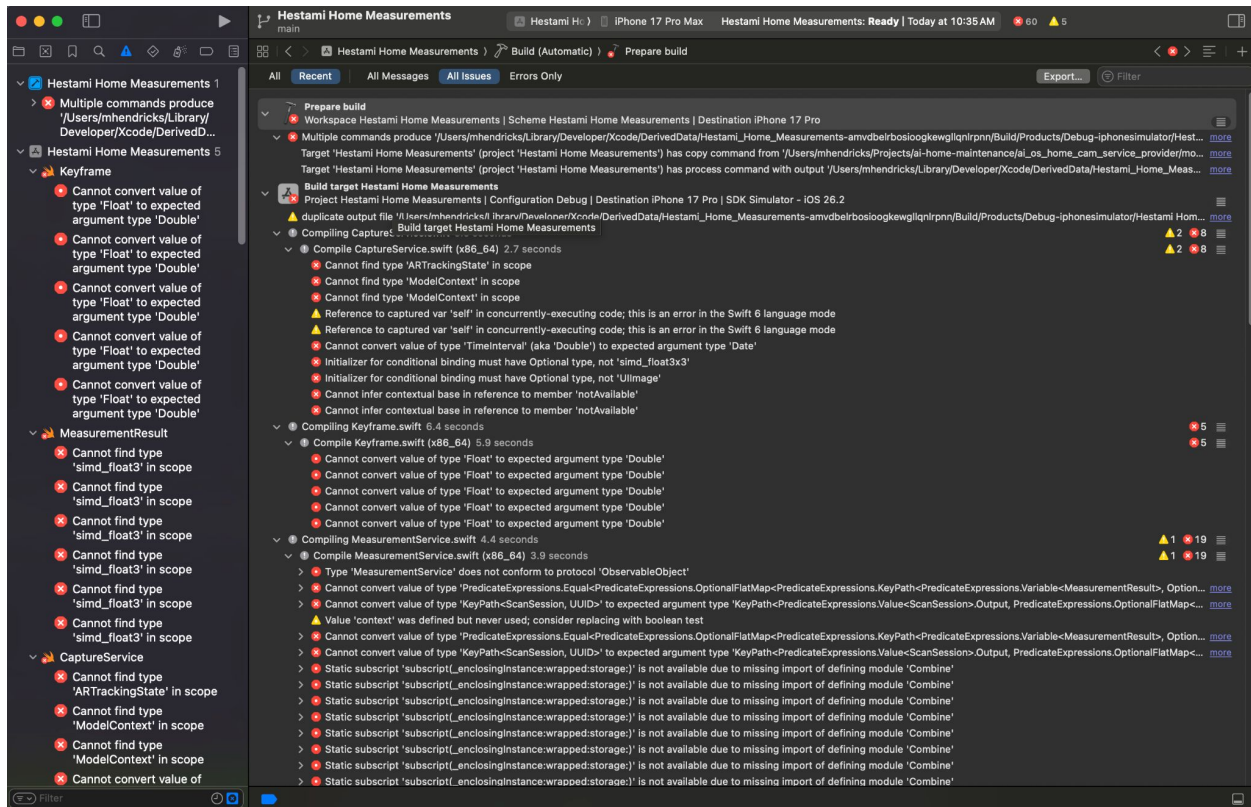 Hestami Home Measurements
main
Hestami Hc ⟩ iPhone 17 Pro Max Hestami Home Measurements: Ready | Today at 10:35 AM 60 5
Hestami Home Measurements ⟩ Build (Automatic) ⟩ Prepare build
All Recent All Messages All Issues Errors Only Export... Filter
Hestami Home Measurements 1
Multiple commands produce
'/Users/mhendricks/Library/
Developer/Xcode/DerivedD...
Hestami Home Measurements 5
Keyframe
Cannot convert value of
type 'Float' to expected
argument type 'Double'
Cannot convert value of
type 'Float' to expected
argument type 'Double'
Cannot convert value of
type 'Float' to expected
argument type 'Double'
Cannot convert value of
type 'Float' to expected
argument type 'Double'
Cannot convert value of
type 'Float' to expected
argument type 'Double'
MeasurementResult
Cannot find type
'simd_float3' in scope
Cannot find type
'simd_float3' in scope
Cannot find type
'simd_float3' in scope
Cannot find type
'simd_float3' in scope
Cannot find type
'simd_float3' in scope
Cannot find type
'simd_float3' in scope
CaptureService
Cannot find type
'ARTrackingState' in scope
Cannot find type
'ModelContext' in scope
Cannot find type
'ModelContext' in scope
Cannot convert value of
Filter
Prepare build
Workspace Hestami Home Measurements | Scheme Hestami Home Measurements | Destination iPhone 17 Pro
Multiple commands produce '/Users/mhendricks/Library/Developer/Xcode/DerivedData/Hestami_Home_Measurements-amvdbelrbosioogkewgllqnlrpnn/Build/Products/Debug-iphonesimulator/Hest... more
Target 'Hestami Home Measurements' (project 'Hestami Home Measurements') has copy command from '/Users/mhendricks/Projects/ai-home-maintenance/ai_os_home_cam_service_provider/mo... more
Target 'Hestami Home Measurements' (project 'Hestami Home Measurements') has process command with output '/Users/mhendricks/Library/Developer/Xcode/DerivedData/Hestami_Home_Meas... more
Build target Hestami Home Measurements
Project Hestami Home Measurements | Configuration Debug | Destination iPhone 17 Pro | SDK Simulator - iOS 26.2
duplicate output file '/Users/mhendricks/Library/Developer/Xcode/DerivedData/Hestami_Home_Measurements-amvdbelrbosioogkewgllqnlrpnn/Build/Products/Debug-iphonesimulator/Hestami Hom... more
Build target Hestami Home Measurements
Compiling 2 8
Compile CaptureService.swift (x86_64) 2.7 seconds 2 8
Cannot find type 'ARTrackingState' in scope
Cannot find type 'ModelContext' in scope
Cannot find type 'ModelContext' in scope
Reference to captured var 'self' in concurrently-executing code; this is an error in the Swift 6 language mode
Reference to captured var 'self' in concurrently-executing code; this is an error in the Swift 6 language mode
Cannot convert value of type 'TimeInterval' (aka 'Double') to expected argument type 'Date'
Initializer for conditional binding must have Optional type, not 'simd_float3x3'
Initializer for conditional binding must have Optional type, not 'UIImage'
Cannot infer contextual base in reference to member 'notAvailable'
Cannot infer contextual base in reference to member 'notAvailable'
Compiling Keyframe.swift 6.4 seconds 5
Compile Keyframe.swift (x86_64) 5.9 seconds 5
Cannot convert value of type 'Float' to expected argument type 'Double'
Cannot convert value of type 'Float' to expected argument type 'Double'
Cannot convert value of type 'Float' to expected argument type 'Double'
Cannot convert value of type 'Float' to expected argument type 'Double'
Cannot convert value of type 'Float' to expected argument type 'Double'
Compiling MeasurementService.swift 4.4 seconds 1 19
Compile MeasurementService.swift (x86_64) 3.9 seconds 1 19
Type 'MeasurementService' does not conform to protocol 'ObservableObject'
Cannot convert value of type 'PredicateExpressions.Equal<PredicateExpressions.OptionalFlatMap<PredicateExpressions.KeyPath<PredicateExpressions.Variable<MeasurementResult>, Option... more
Cannot convert value of type 'KeyPath<ScanSession, UUID>' to expected argument type 'KeyPath<PredicateExpressions.Value<ScanSession>.Output, PredicateExpressions.OptionalFlatMap<... more
Value 'context' was defined but never used; consider replacing with boolean test
Cannot convert value of type 'PredicateExpressions.Equal<PredicateExpressions.OptionalFlatMap<PredicateExpressions.KeyPath<PredicateExpressions.Variable<MeasurementResult>, Option... more
Cannot convert value of type 'KeyPath<ScanSession, UUID>' to expected argument type 'KeyPath<PredicateExpressions.Value<ScanSession>.Output, PredicateExpressions.OptionalFlatMap<... more
Static subscript 'subscript(_enclosingInstance:wrapped:storage:)' is not available due to missing import of defining module 'Combine'
Static subscript 'subscript(_enclosingInstance:wrapped:storage:)' is not available due to missing import of defining module 'Combine'
Static subscript 'subscript(_enclosingInstance:wrapped:storage:)' is not available due to missing import of defining module 'Combine'
Static subscript 'subscript(_enclosingInstance:wrapped:storage:)' is not available due to missing import of defining module 'Combine'
Static subscript 'subscript(_enclosingInstance:wrapped:storage:)' is not available due to missing import of defining module 'Combine'
Static subscript 'subscript(_enclosingInstance:wrapped:storage:)' is not available due to missing import of defining module 'Combine'
Static subscript 'subscript(_enclosingInstance:wrapped:storage:)' is not available due to missing import of defining module 'Combine'
Static subscript 'subscript(_enclosingInstance:wrapped:storage:)' is not available due to missing import of defining module 'Combine'